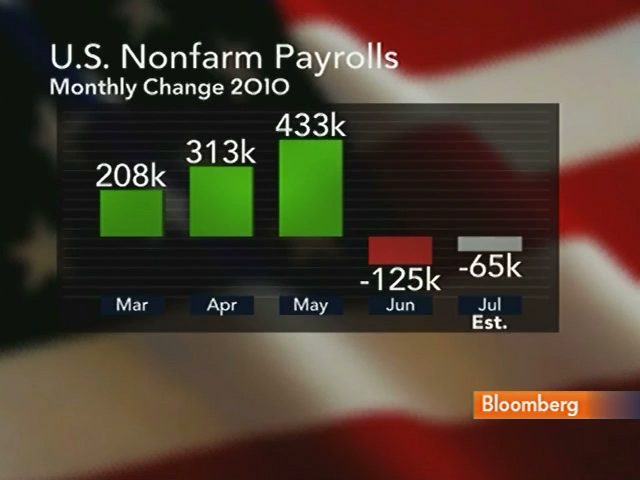 U.S. Nonfarm Payrolls
Monthly Change 2010
208k
313k
433k
-125k
-65k
Mar
Apr
May
Jun
Jul
Est.
Bloomberg